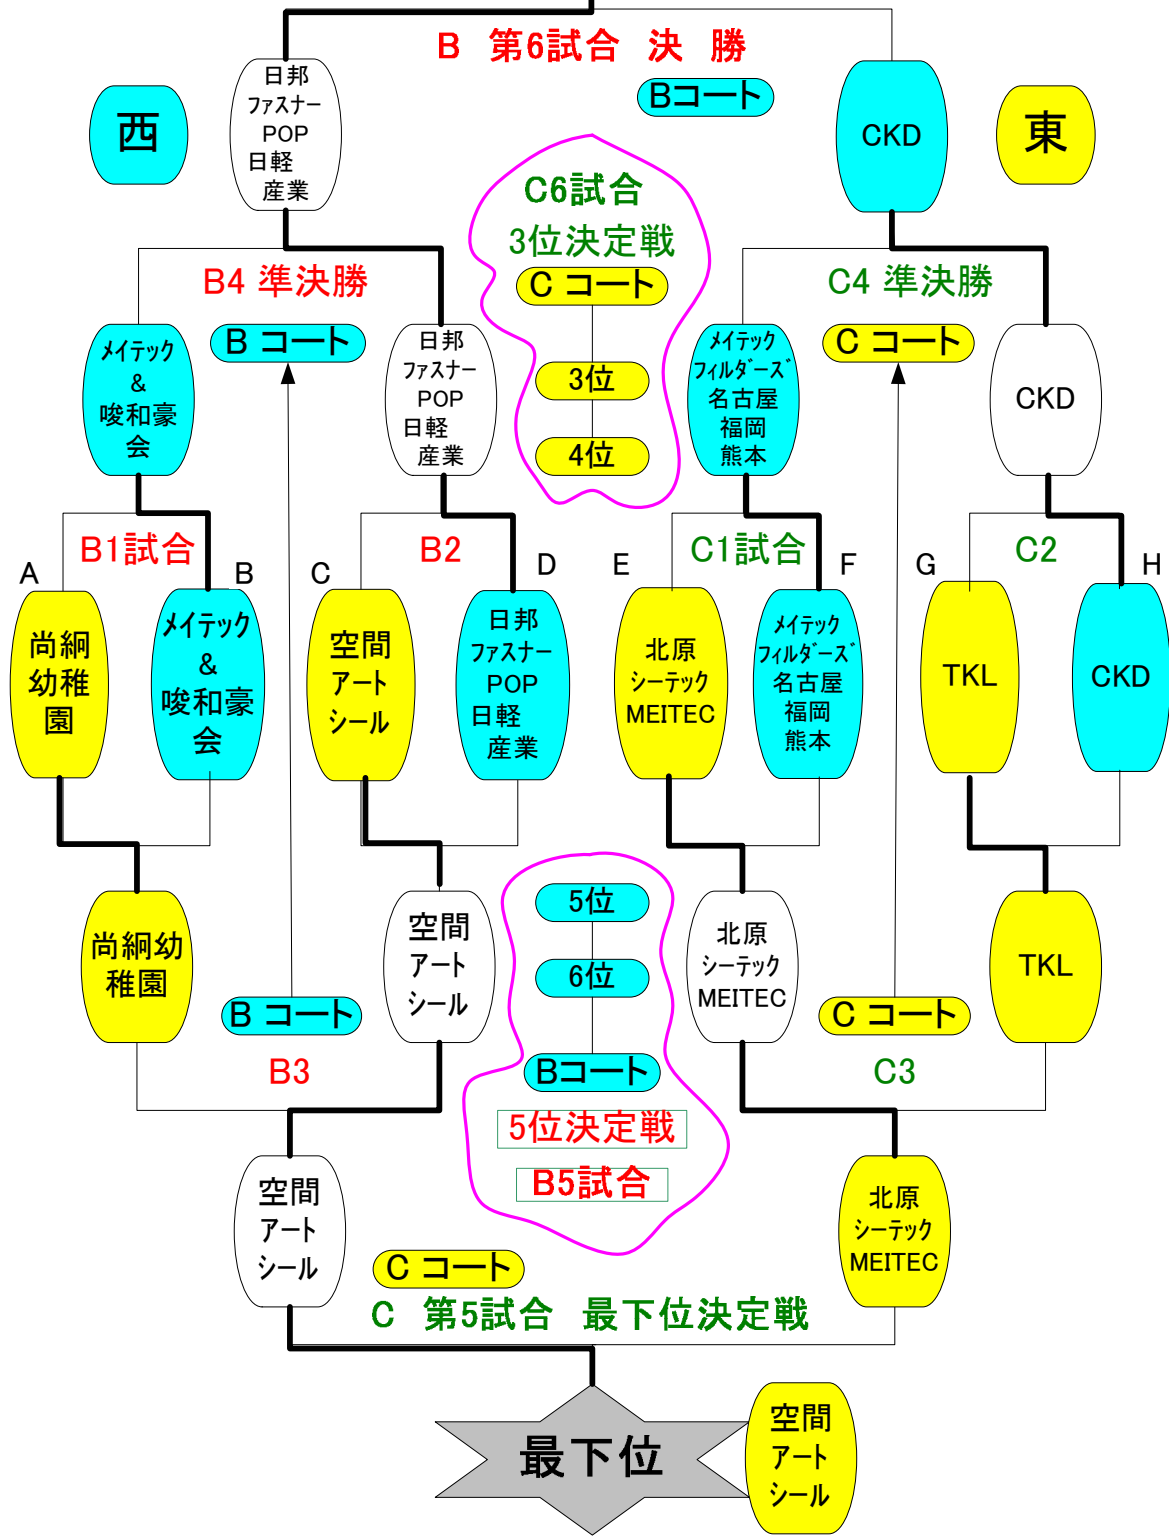 B 第6試合 決 勝
日邦
ファスナー
POP
日軽
産業
Bコート
西
CKD
東
C6試合
3位決定戦
C コート
3位
4位
B4 準決勝
C4 準決勝
B コート
C コート
メイテック
&
唆和豪
会
日邦
ファスナー
POP
日軽
産業
メイテック
フィルダーズ
名古屋
福岡
熊本
CKD
B1試合
B2
C1試合
C2
A
B
C
D
E
F
G
H
尚絅
幼稚
園
メイテック
&
唆和豪
会
空間
アート
シール
日邦
ファスナー
POP
日軽
産業
北原
シーテック
MEITEC
メイテック
フィルダーズ
名古屋
福岡
熊本
TKL
CKD
尚絅幼
稚園
空間
アート
シール
5位
6位
Bコート
5位決定戦
B5試合
北原
シーテック
MEITEC
TKL
B コート
C コート
B3
C3
空間
アート
シール
北原
シーテック
MEITEC
C コート
C 第5試合 最下位決定戦
最下位
空間
アート
シール